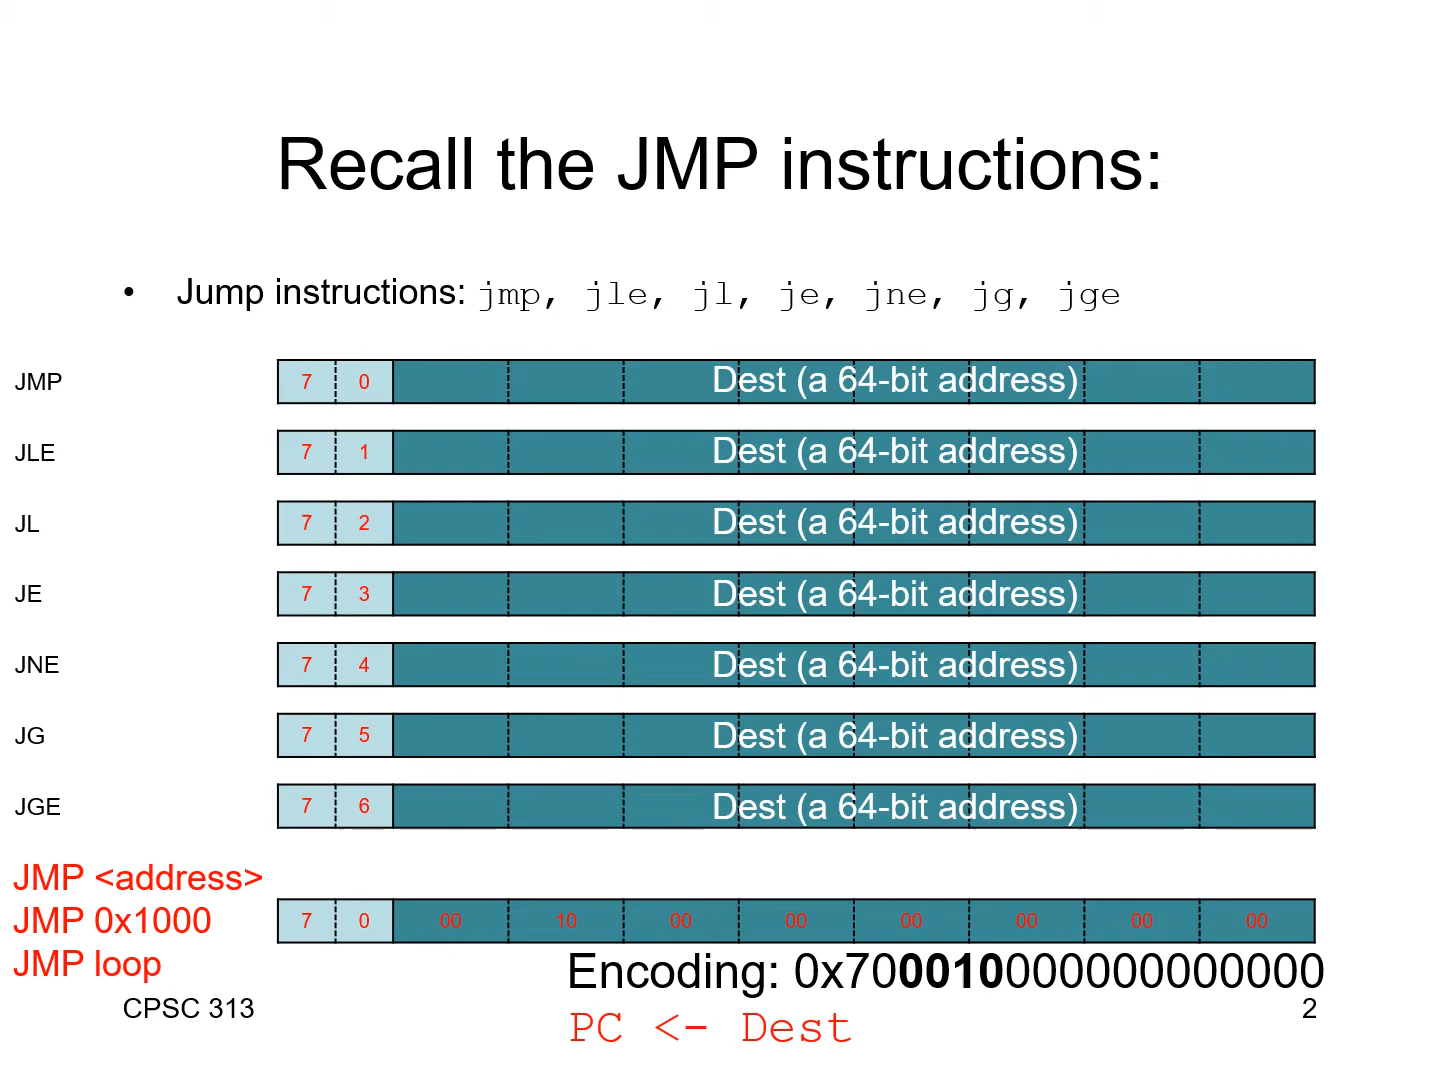 Recall the JMP instructions:
• Jump instructions: jmp, jle, jl, je, jne, jg, jge
JMP 7 0 Dest (a 64-bit address)
JLE 7 1 Dest (a 64-bit address)
JL 7 2 Dest (a 64-bit address)
JE 7 3 Dest (a 64-bit address)
JNE 7 4 Dest (a 64-bit address)
JG 7 5 Dest (a 64-bit address)
JGE 7 6 Dest (a 64-bit address)
JMP <address>
JMP 0x1000 7 0 00 10 00 00 00 00 00 00
JMP loop
Encoding: 0x700010000000000000
CPSC 313
2
PC <- Dest